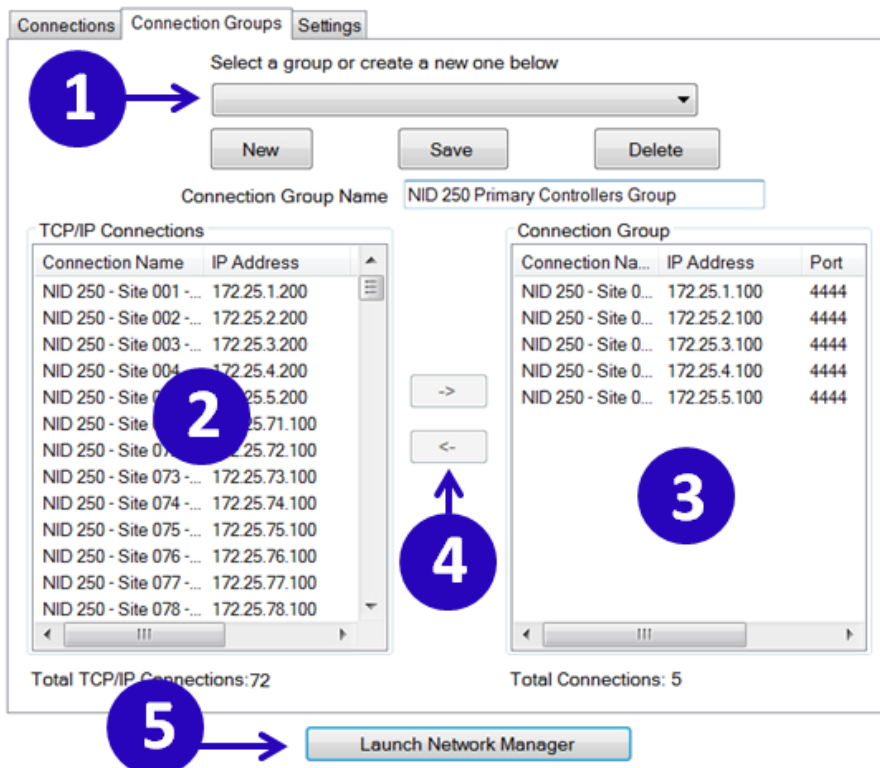 Connections Connection Groups Settings
Select a group or create a new one below
1
New Save Delete
Connection Group Name NID 250 Primary Controllers Group
TCP/IP Connections
Connection Name IP Address
NID 250 - Site 001 -... 172.25.1.200
NID 250 - Site 002 -... 172.25.2.200
NID 250 - Site 003 -... 172.25.3.200
NID 250 - Site 004 172.25.4.200
NID 250 - Site 25.5.200
NID 250 - Site 25.71.100
NID 250 - Site 25.72.100
NID 250 - Site 073 -... 172.25.73.100
NID 250 - Site 074 -... 172.25.74.100
NID 250 - Site 075 -... 172.25.75.100
NID 250 - Site 076 -... 172.25.76.100
NID 250 - Site 077 -... 172.25.77.100
NID 250 - Site 078 -... 172.25.78.100
2
Total TCP/IP Connections:72
->
<-
4
Connection Group
Connection Na... IP Address Port
NID 250 - Site 0... 172.25.1.100 4444
NID 250 - Site 0... 172.25.2.100 4444
NID 250 - Site 0... 172.25.3.100 4444
NID 250 - Site 0... 172.25.4.100 4444
NID 250 - Site 0... 172.25.5.100 4444
3
Total Connections: 5
5
Launch Network Manager